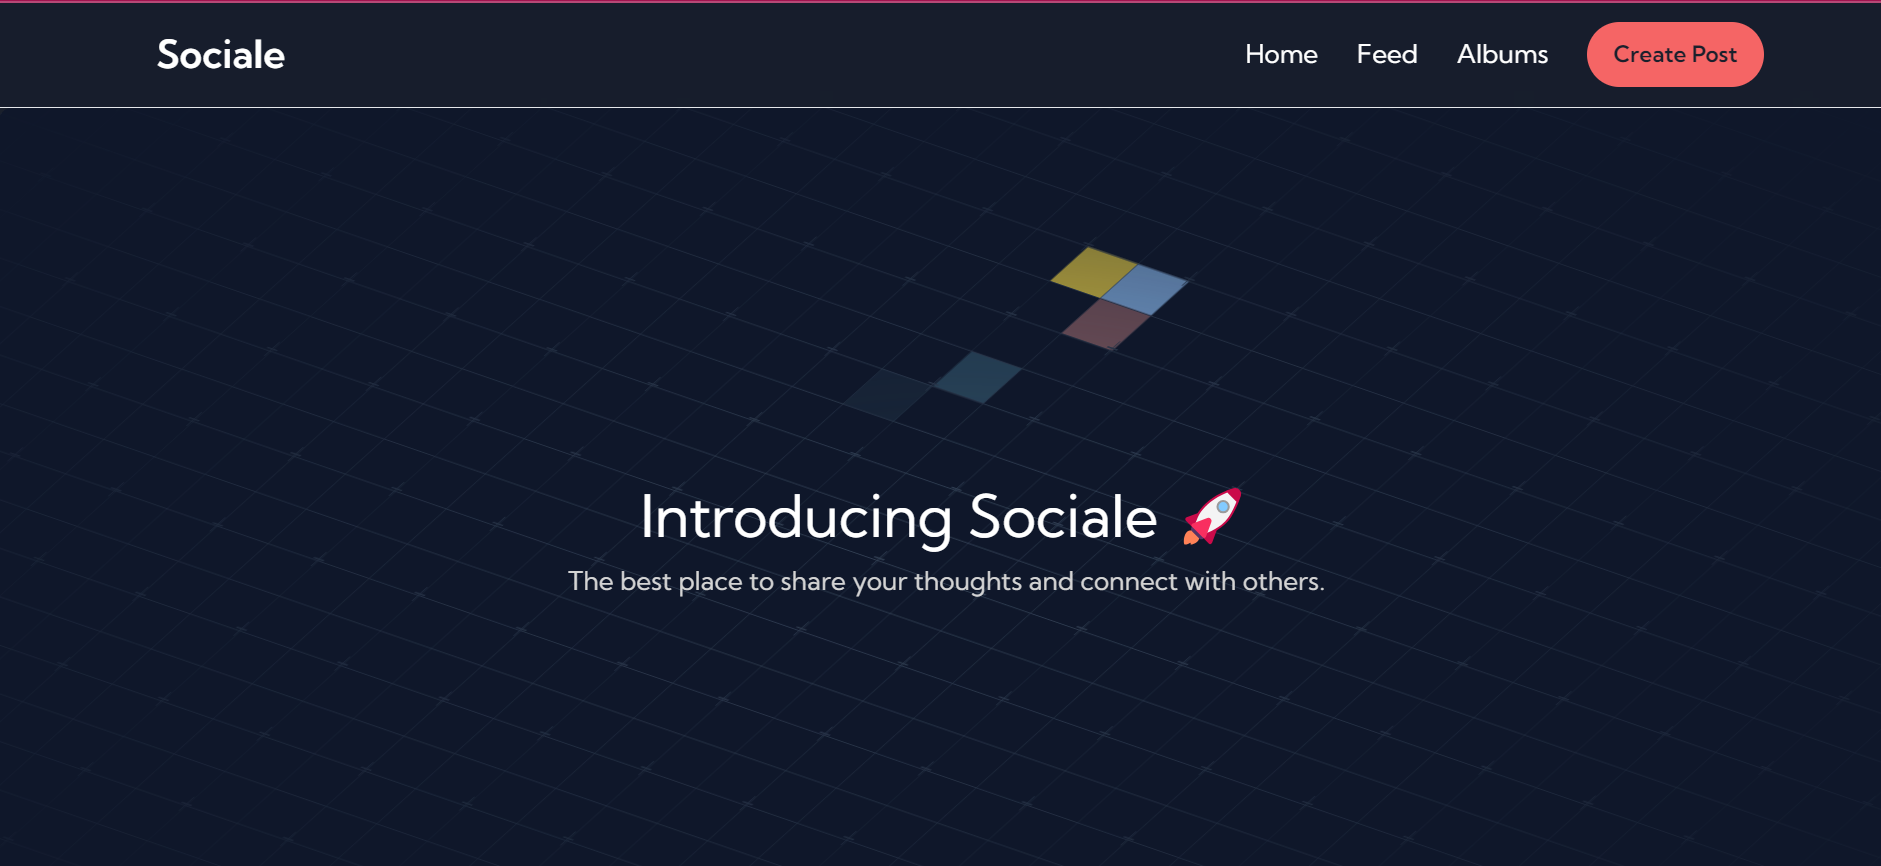 Sociale
Home Feed Albums Create Post
Introducing Sociale 🚀
The best place to share your thoughts and connect with others.